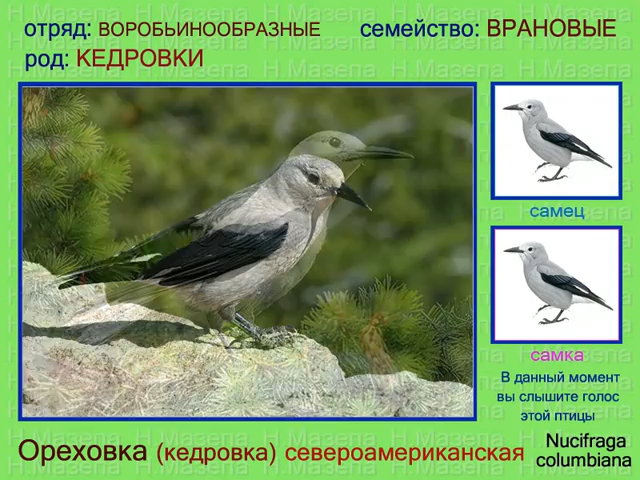 отряд: ВОРОБЬИНООБРАЗНЫЕ семейство: ВРАНОВЫЕ
род: КЕДРОВКИ
самец
самка
В данный момент
вы слышите голос
этой птицы
Ореховка (кедровка) североамериканская
Nucifraga
columbiana
Н.Мазепа